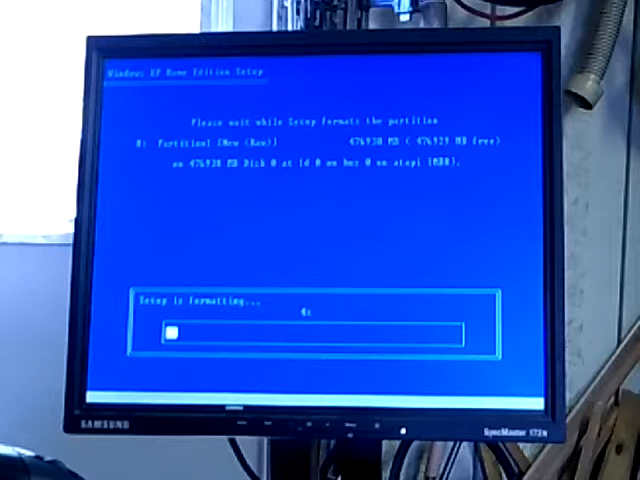 Windows XP Home Edition Setup
Please wait while Setup formats the partition
Partition1 [New (Raw)] 476930 MB ( 476929 MB free)
on 476938 MB Disk 0 at Id 0 on bus 0 on atapi [MBR].
Setup is formatting...
SAMSUNG
SyncMaster 172N